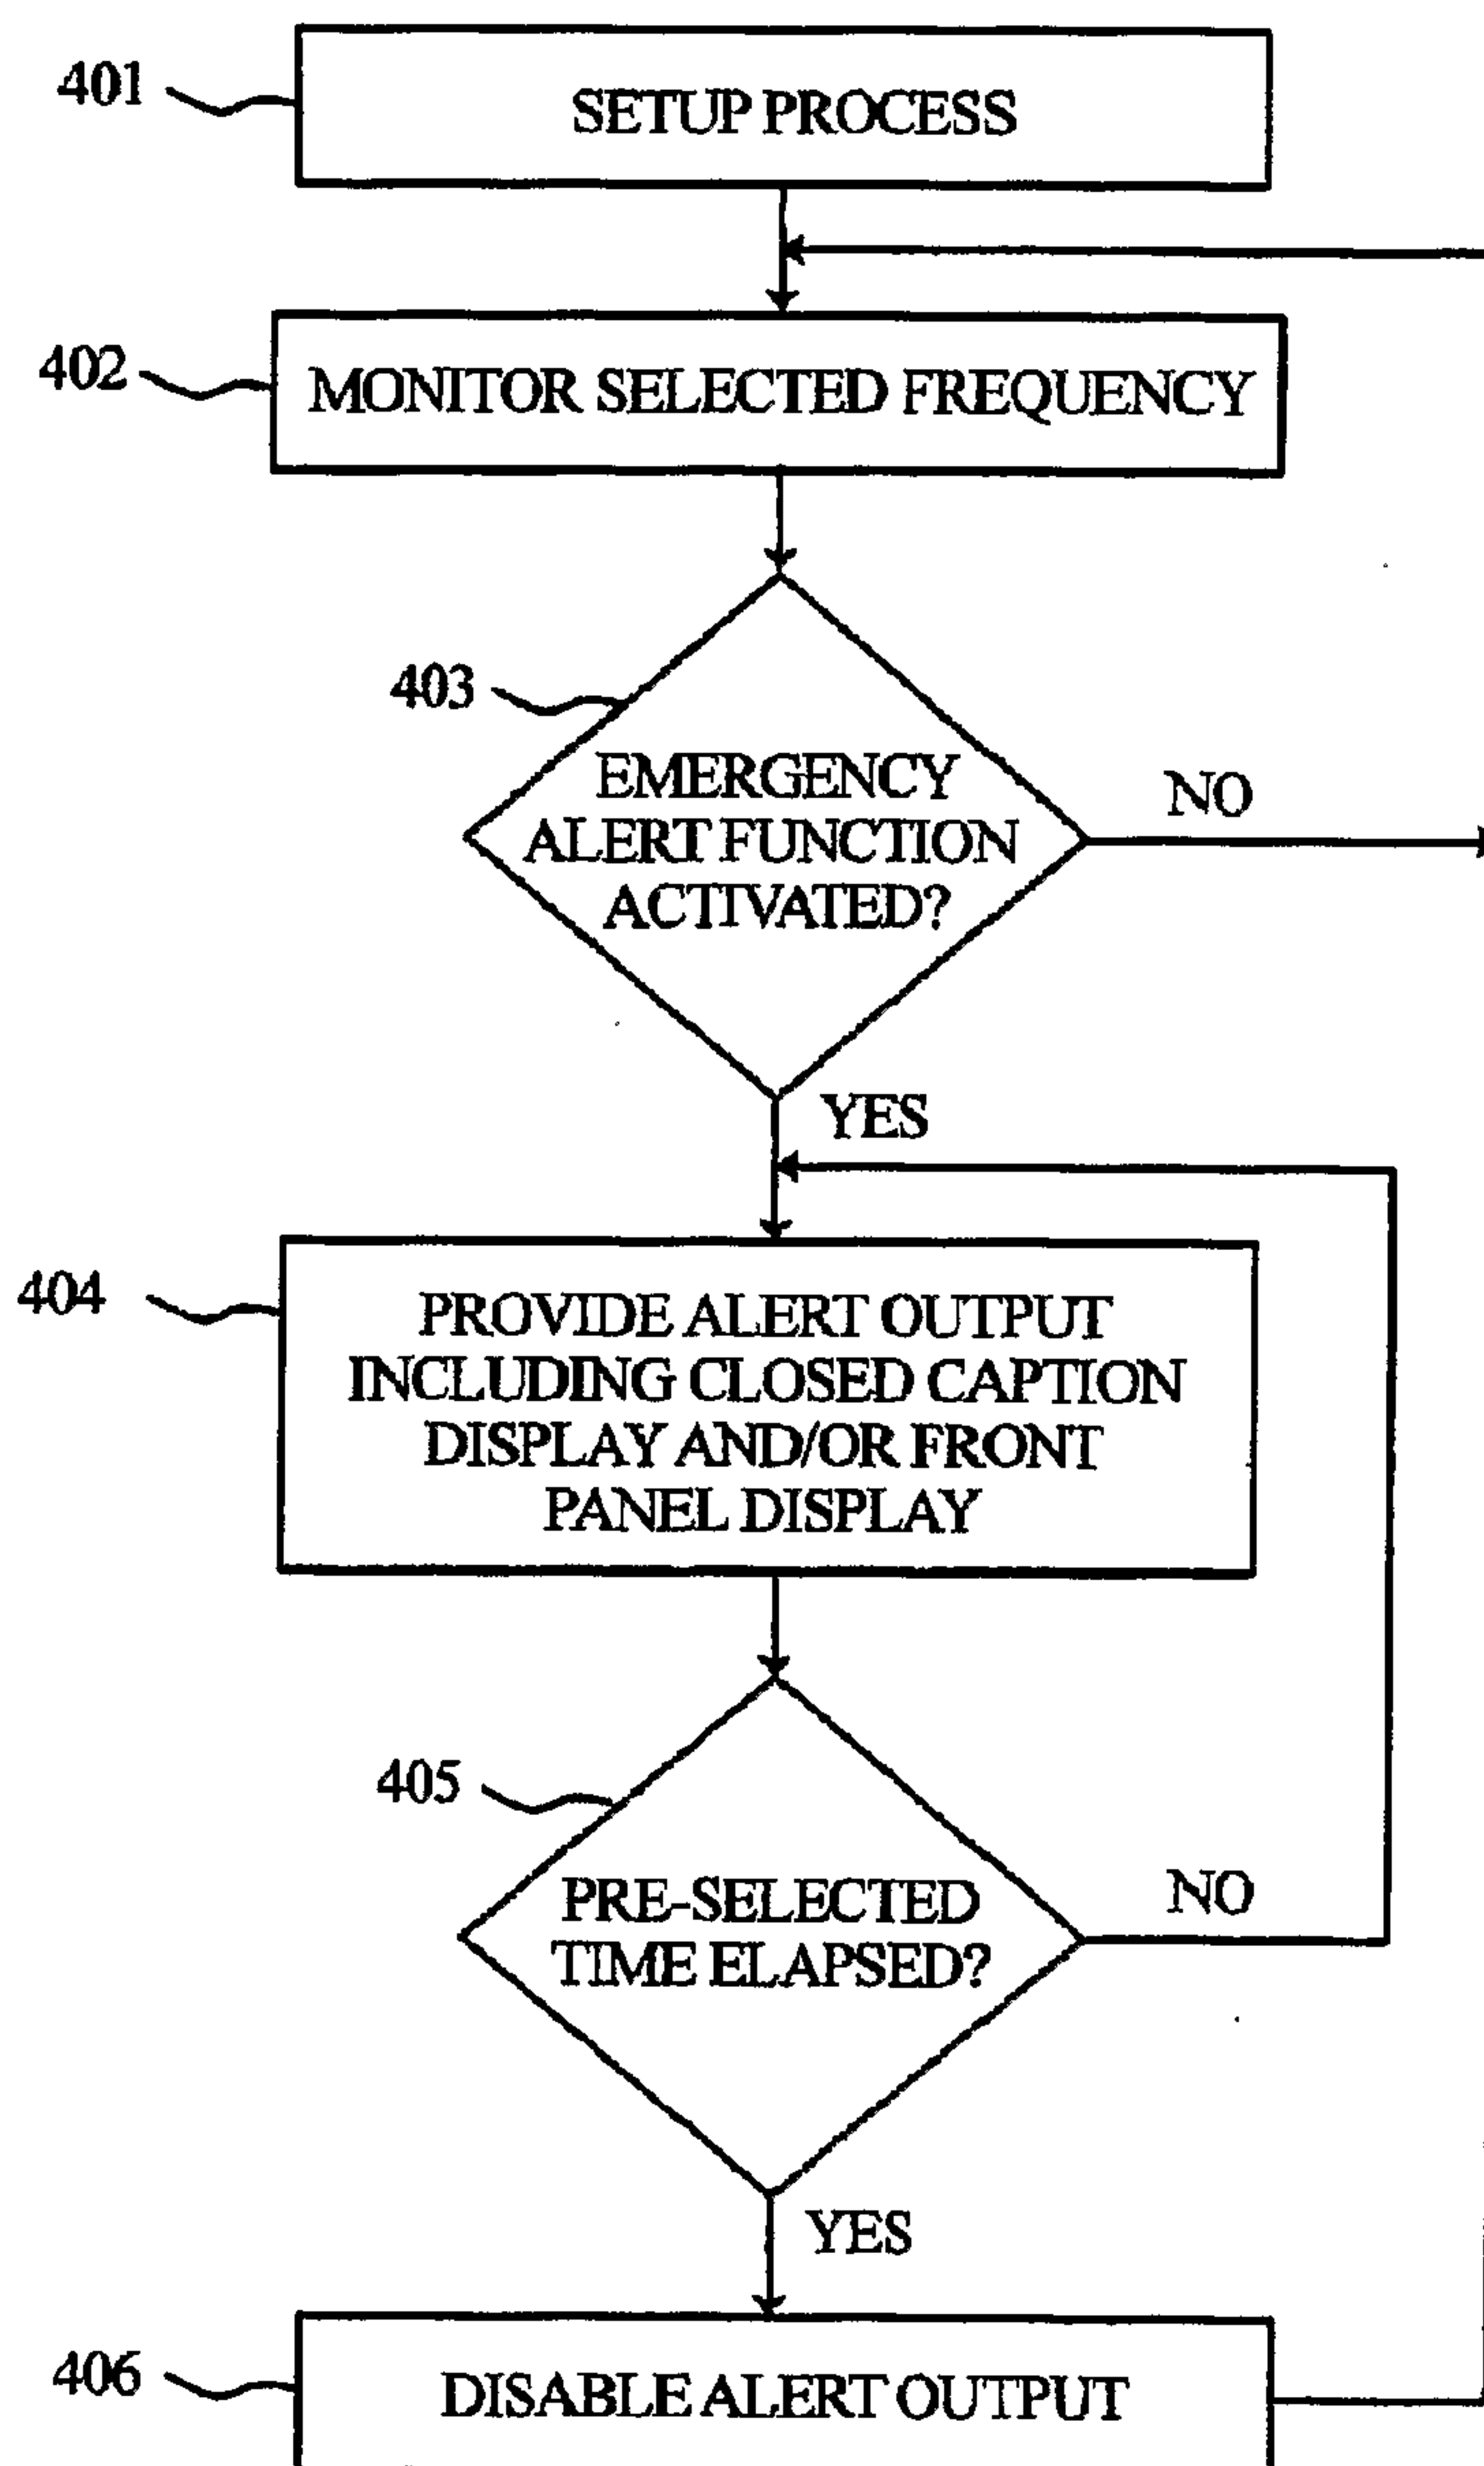 401
SETUP PROCESS
402
MONITOR SELECTED FREQUENCY
403
EMERGENCY
ALERT FUNCTION
ACTIVATED?
NO
YES
404
PROVIDE ALERT OUTPUT
INCLUDING CLOSED CAPTION
DISPLAY AND/OR FRONT
PANEL DISPLAY
405
PRE-SELECTED
TIME ELAPSED?
NO
YES
406
DISABLE ALERT OUTPUT